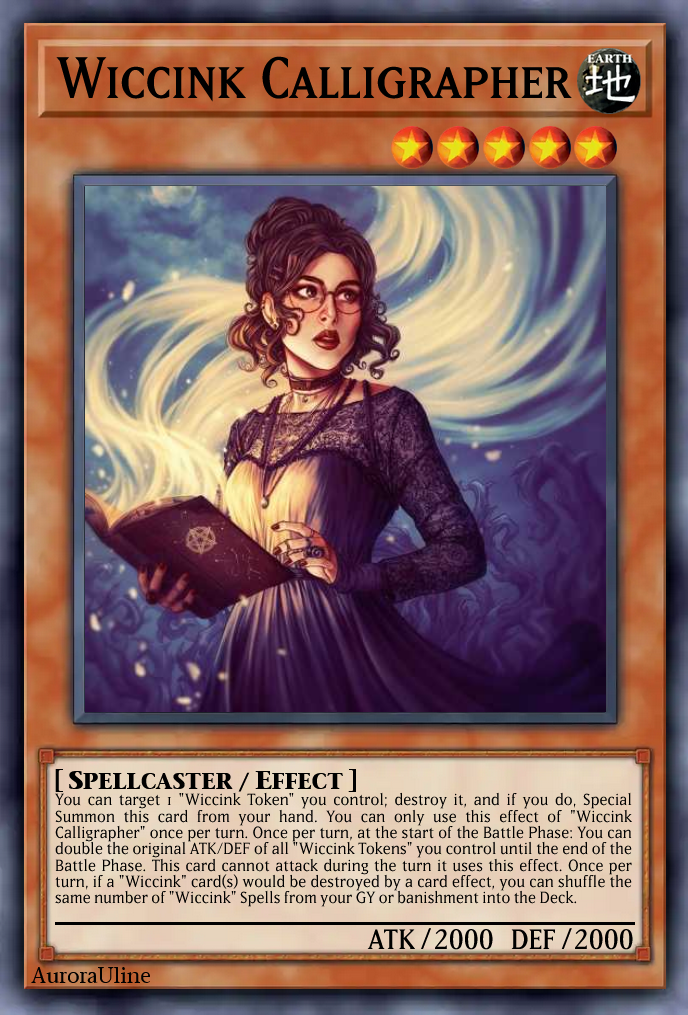 Wiccink Calligrapher
EARTH
地
[ Spellcaster / Effect ]
You can target 1 "Wiccink Token" you control; destroy it, and if you do, Special
Summon this card from your hand. You can only use this effect of "Wiccink
Calligrapher" once per turn. Once per turn, at the start of the Battle Phase: You can
double the original ATK/DEF of all "Wiccink Tokens" you control until the end of the
Battle Phase. This card cannot attack during the turn it uses this effect. Once per
turn, if a "Wiccink" card(s) would be destroyed by a card effect, you can shuffle the
same number of "Wiccink" Spells from your GY or banishment into the Deck.
ATK/2000 DEF/2000
AuroraUline